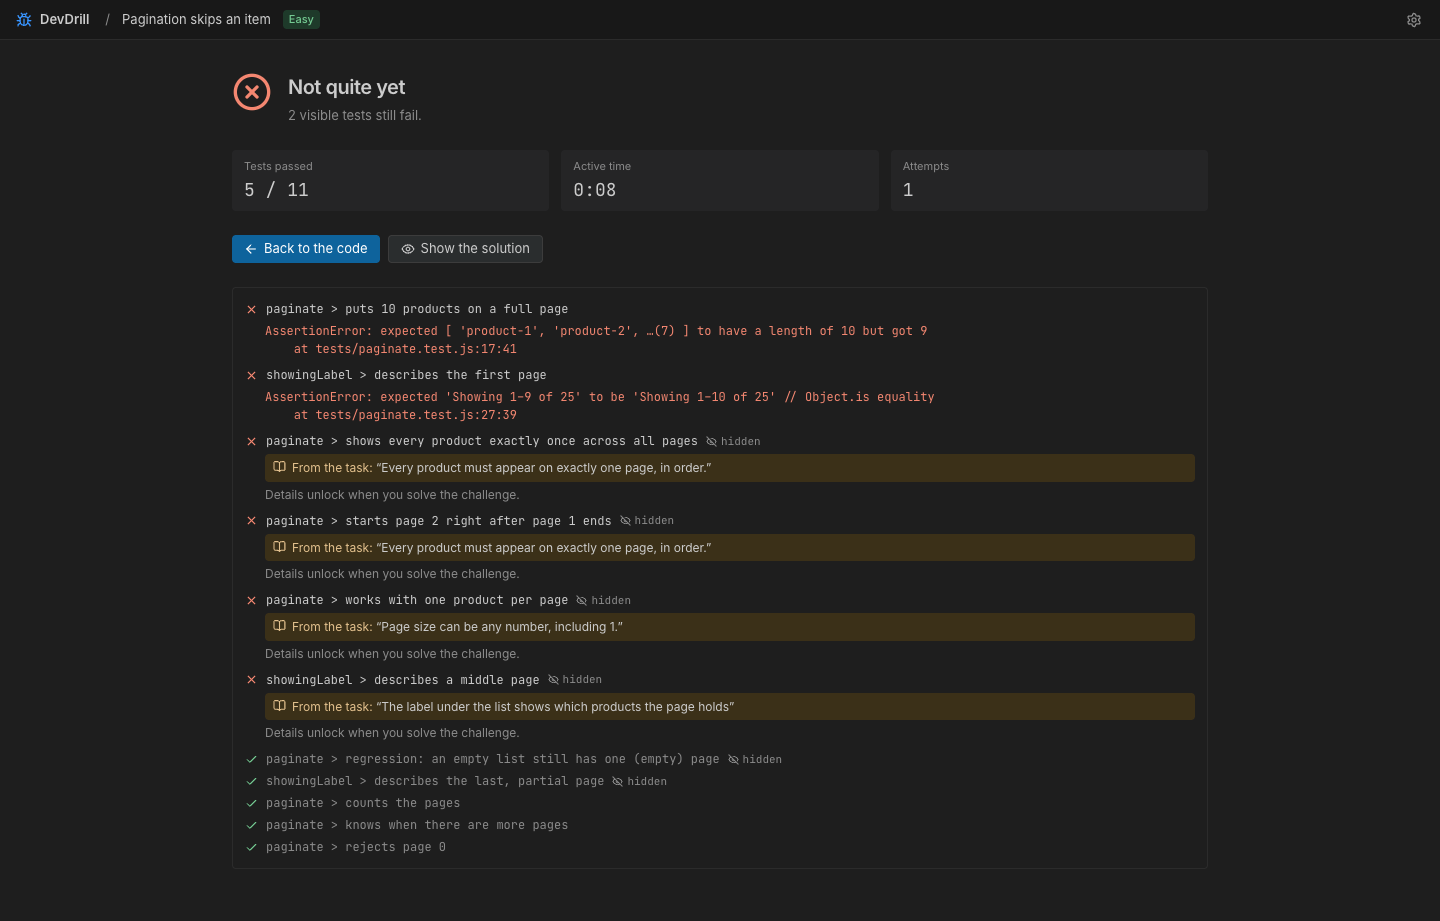 DevDrill / Pagination skips an item Easy
Not quite yet
2 visible tests still fail.
Tests passed
5 / 11
Active time
0:08
Attempts
1
Back to the code
Show the solution
paginate > puts 10 products on a full page
AssertionError: expected [ 'product-1', 'product-2', …(7) ] to have a length of 10 but got 9
at tests/paginate.test.js:17:41
showingLabel > describes the first page
AssertionError: expected 'Showing 1–9 of 25' to be 'Showing 1–10 of 25' // Object.is equality
at tests/paginate.test.js:27:39
paginate > shows every product exactly once across all pages hidden
From the task: “Every product must appear on exactly one page, in order.”
Details unlock when you solve the challenge.
paginate > starts page 2 right after page 1 ends hidden
From the task: “Every product must appear on exactly one page, in order.”
Details unlock when you solve the challenge.
paginate > works with one product per page hidden
From the task: “Page size can be any number, including 1.”
Details unlock when you solve the challenge.
showingLabel > describes a middle page hidden
From the task: “The label under the list shows which products the page holds”
Details unlock when you solve the challenge.
paginate > regression: an empty list still has one (empty) page hidden
showingLabel > describes the last, partial page hidden
paginate > counts the pages
paginate > knows when there are more pages
paginate > rejects page 0